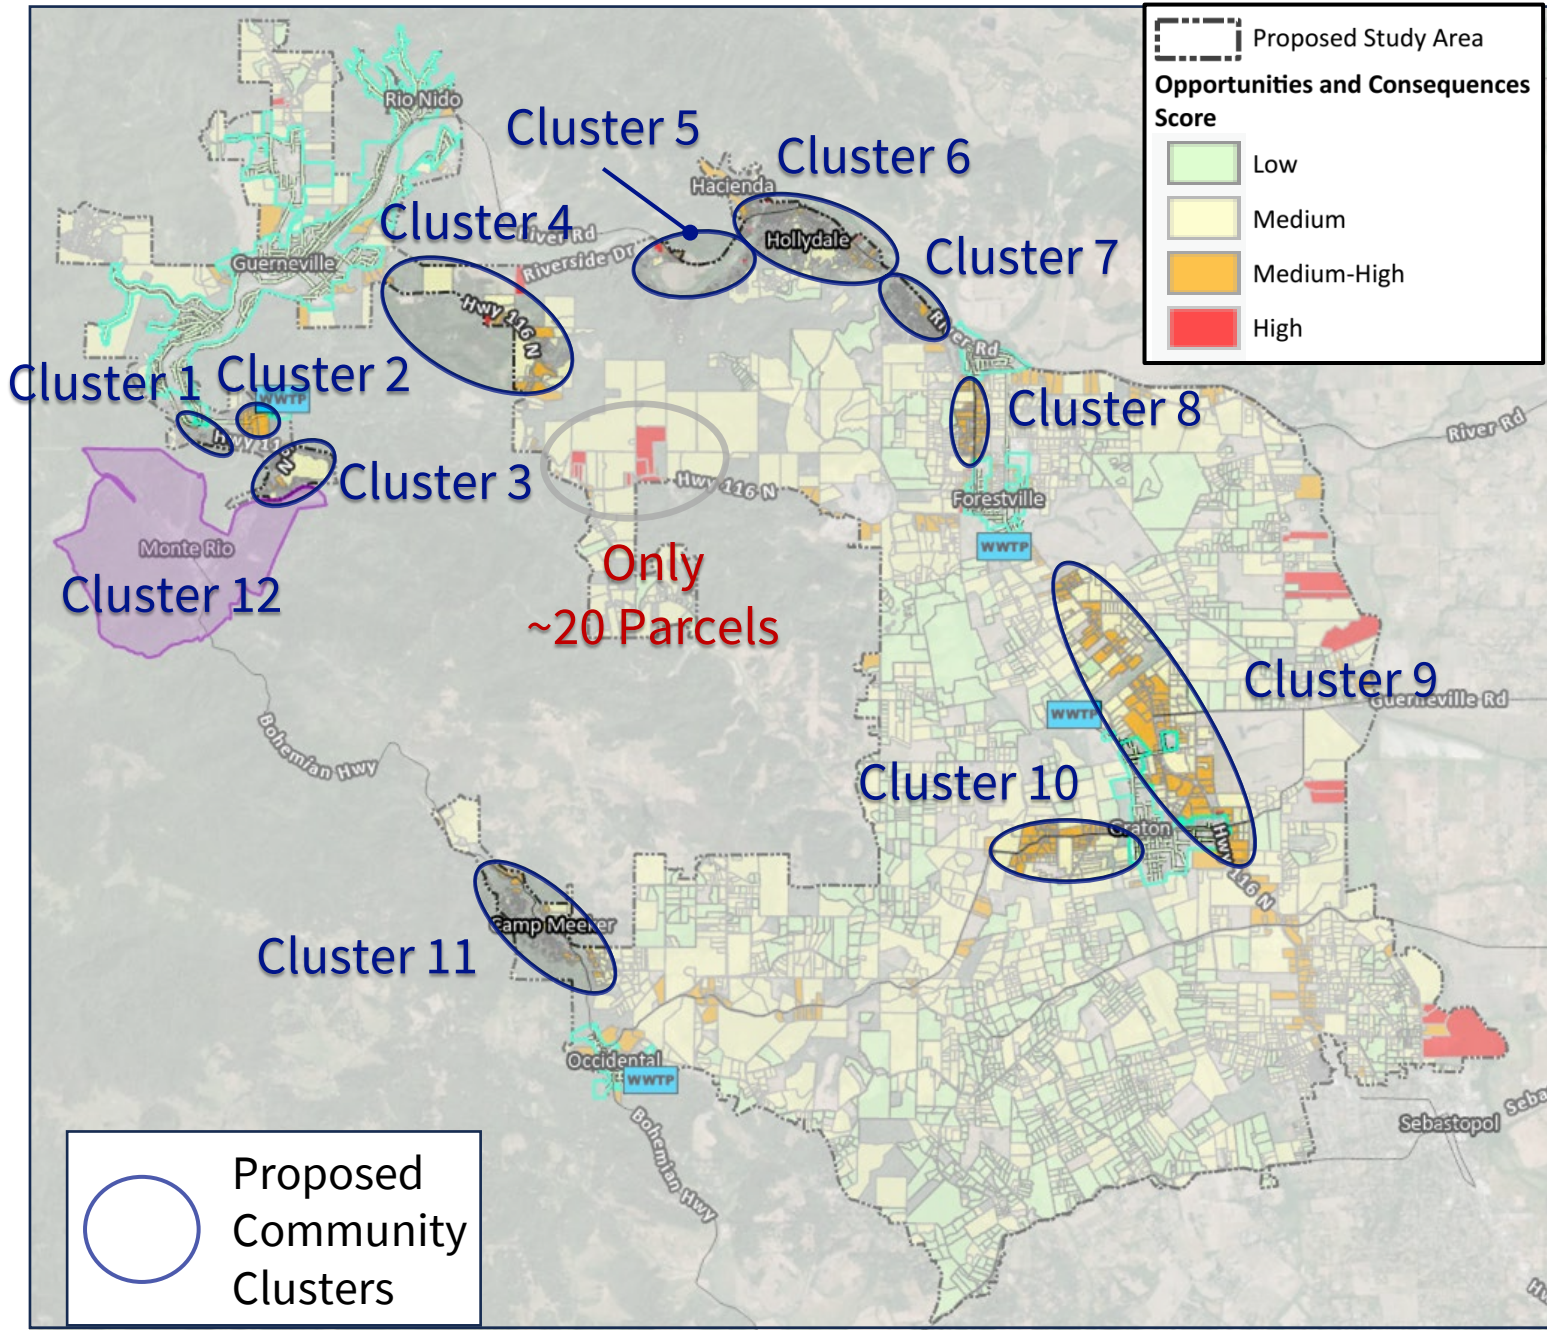 Proposed Study Area
Opportunities and Consequences
Score
Low
Medium
Medium-High
High
Rio Nido
Cluster 5
Cluster 6
Hacienda
Cluster 4
River Rd
Riverside Dr
Hollydale
Cluster 7
Guerneville
Hwy 116 N
River Rd
Cluster 1
Cluster 2
WWTP
Cluster 8
River Rd
Hwy 116 N
Cluster 3
Hwy 116 N
Forestville
WWTP
Monte Rio
Cluster 12
Only
~20 Parcels
Cluster 9
Guerneville Rd
WWTP
Bohemian Hwy
Cluster 10
Graton
Hwy 116 N
Camp Meeker
Cluster 11
Occidental
WWTP
Bohemian Hwy
Sebastopol
Seba
Proposed
Community
Clusters